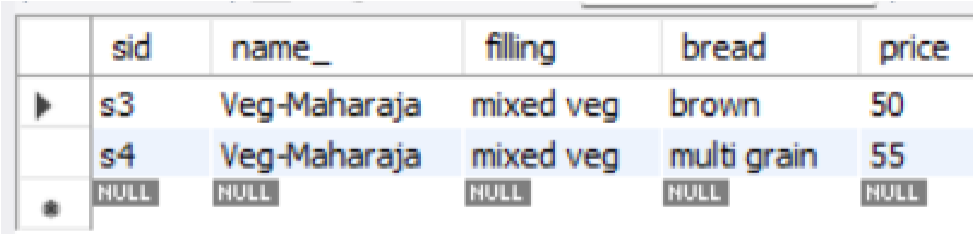 sid name_ filling bread price
s3 Veg-Maharaja mixed veg brown 50
s4 Veg-Maharaja mixed veg multi grain 55
NULL NULL NULL NULL NULL